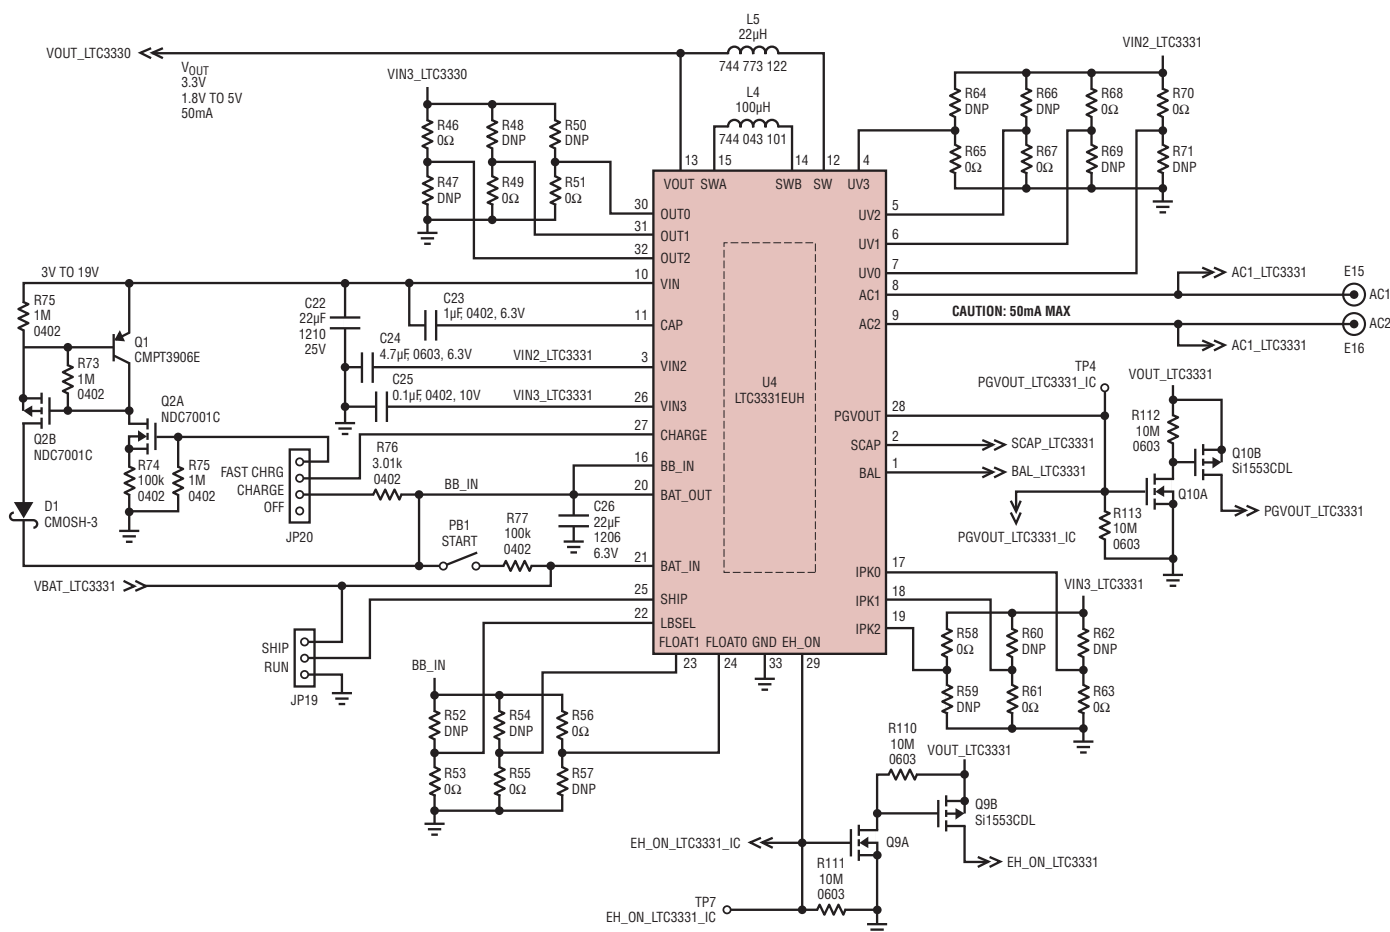 L5
22µH
744 773 122
L4
100µH
744 043 101
VOUT_LTC3330
VOUT
3.3V
1.8V TO 5V
50mA
VIN3_LTC3330
R46
0Ω
R48
DNP
R50
DNP
R47
DNP
R49
0Ω
R51
0Ω
VIN2_LTC3331
R64
DNP
R66
DNP
R68
0Ω
R70
0Ω
R65
0Ω
R67
0Ω
R69
DNP
R71
DNP
13
15
14
12
4
VOUT
SWA
SWB
SW
UV3
30
OUT0
31
OUT1
32
OUT2
10
VIN
11
CAP
3
VIN2
26
VIN3
27
CHARGE
16
BB_IN
20
BAT_OUT
21
BAT_IN
25
SHIP
22
LBSEL
FLOAT1
FLOAT0
GND
EH_ON
23
24
33
29
U4
LTC3331EUH
5
UV2
6
UV1
7
UV0
8
AC1
9
AC2
28
PGVOUT
2
SCAP
1
BAL
17
IPK0
18
IPK1
19
IPK2
3V TO 19V
R75
1M
0402
Q1
CMPT3906E
R73
1M
0402
Q2A
NDC7001C
Q2B
NDC7001C
R74
100k
0402
R75
1M
0402
D1
CMOSH-3
C22
22µF
1210
25V
C23
1µF, 0402, 6.3V
C24
4.7µF, 0603, 6.3V
VIN2_LTC3331
C25
0.1µF, 0402, 10V
VIN3_LTC3331
FAST CHRG
CHARGE
OFF
JP20
R76
3.01k
0402
BB_IN
C26
22µF
1206
6.3V
PB1
START
R77
100k
0402
VBAT_LTC3331
SHIP
RUN
JP19
BB_IN
R52
DNP
R54
DNP
R56
0Ω
R53
0Ω
R55
0Ω
R57
DNP
AC1_LTC3331
E15
AC1
CAUTION: 50mA MAX
AC2
E16
AC1_LTC3331
TP4
PGVOUT_LTC3331_IC
VOUT_LTC3331
R112
10M
0603
Q10B
Si1553CDL
SCAP_LTC3331
BAL_LTC3331
Q10A
PGVOUT_LTC3331
PGVOUT_LTC3331_IC
R113
10M
0603
VIN3_LTC3331
R58
0Ω
R60
DNP
R62
DNP
R59
DNP
R61
0Ω
R63
0Ω
R110
10M
0603
VOUT_LTC3331
Q9B
Si1553CDL
EH_ON_LTC3331_IC
Q9A
EH_ON_LTC3331
R111
10M
0603
TP7
EH_ON_LTC3331_IC